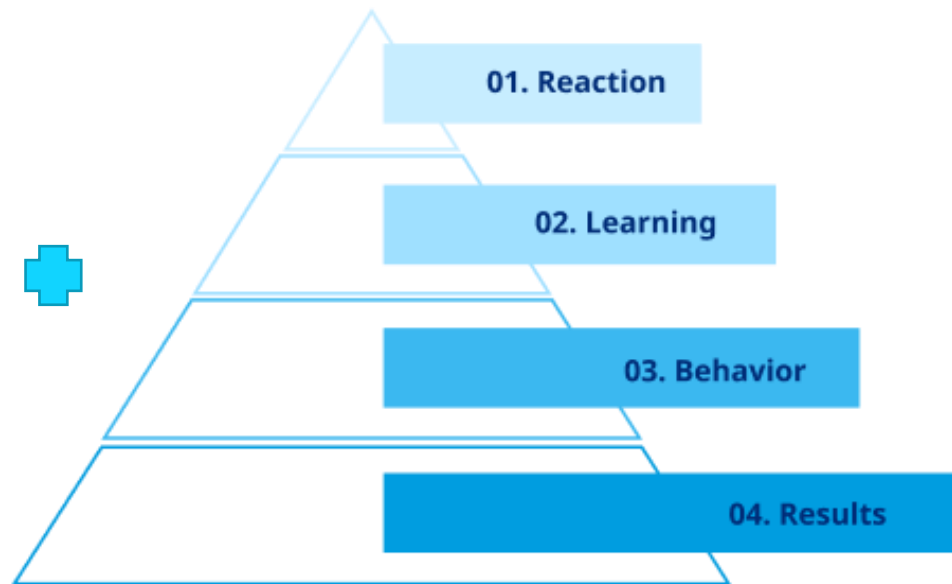 01. Reaction
02. Learning
03. Behavior
04. Results